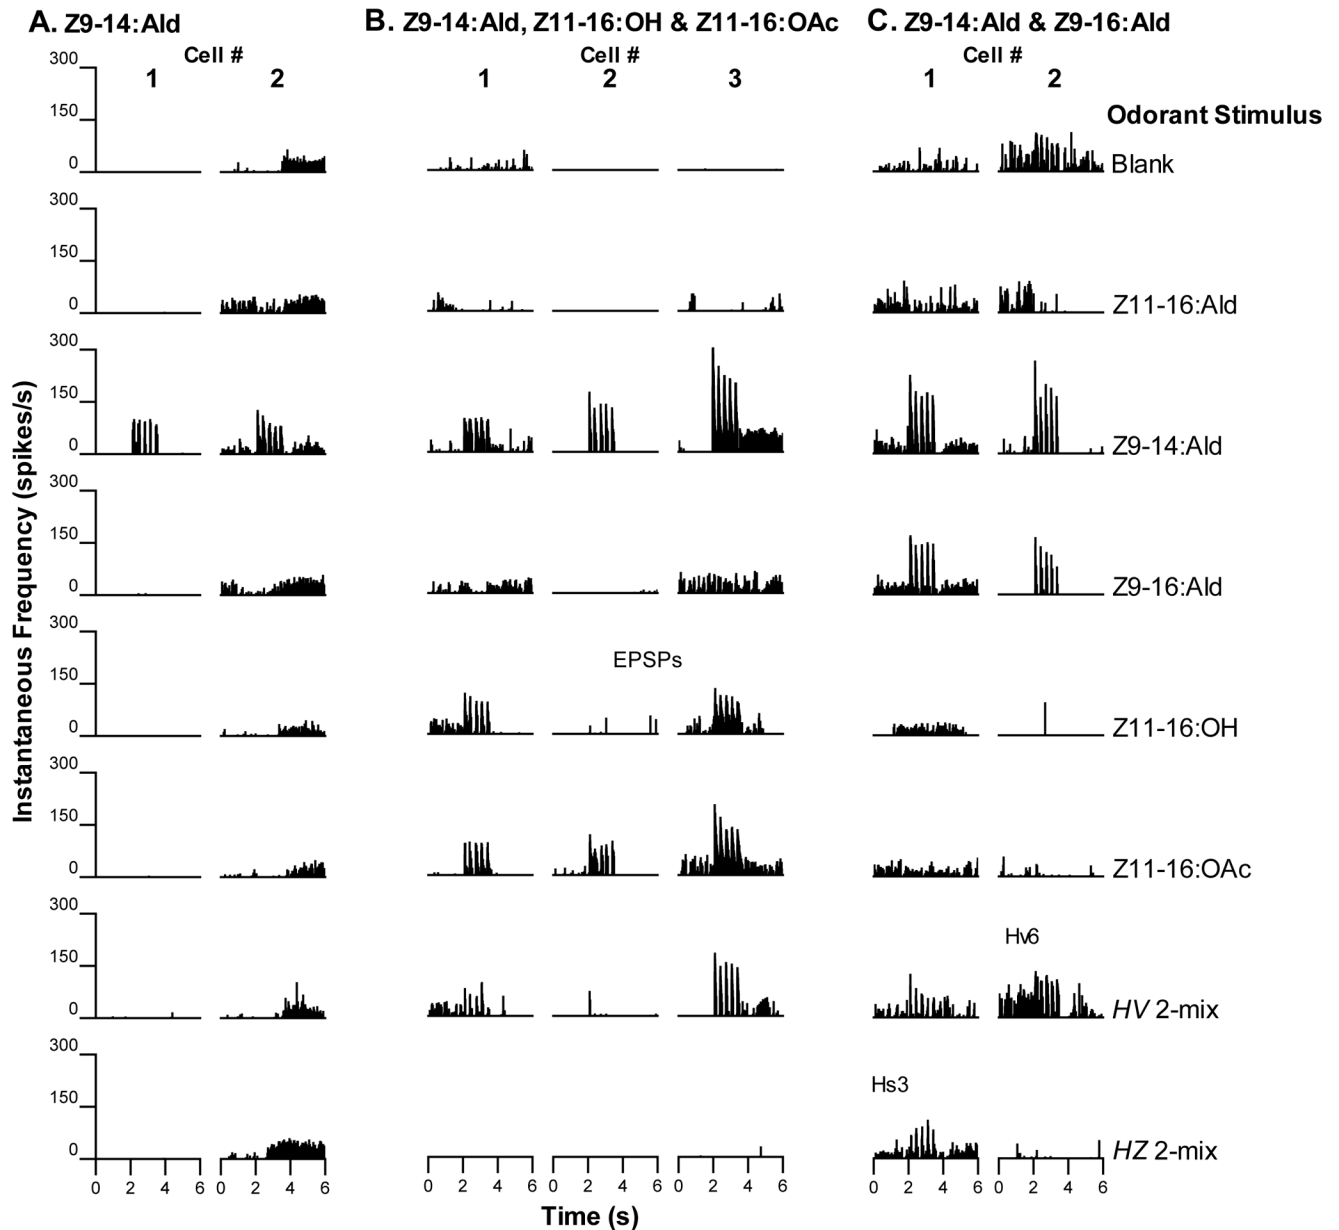 A. Z9-14:Ald
B. Z9-14:Ald, Z11-16:OH & Z11-16:OAc
C. Z9-14:Ald & Z9-16:Ald
Cell #
Cell #
Cell #
1 2
1 2 3
1 2
Odorant Stimulus
300
150
0
Blank
300
150
0
Z11-16:Ald
300
150
0
Z9-14:Ald
300
150
0
Z9-16:Ald
300
EPSPs
150
0
Z11-16:OH
300
150
0
Z11-16:OAc
300
Hv6
150
0
HV 2-mix
300
Hs3
150
0
HZ 2-mix
0 2 4 6 0 2 4 6 0 2 4 6 0 2 4 6 0 2 4 6 0 2 4 6 0 2 4 6
Time (s)
Instantaneous Frequency (spikes/s)